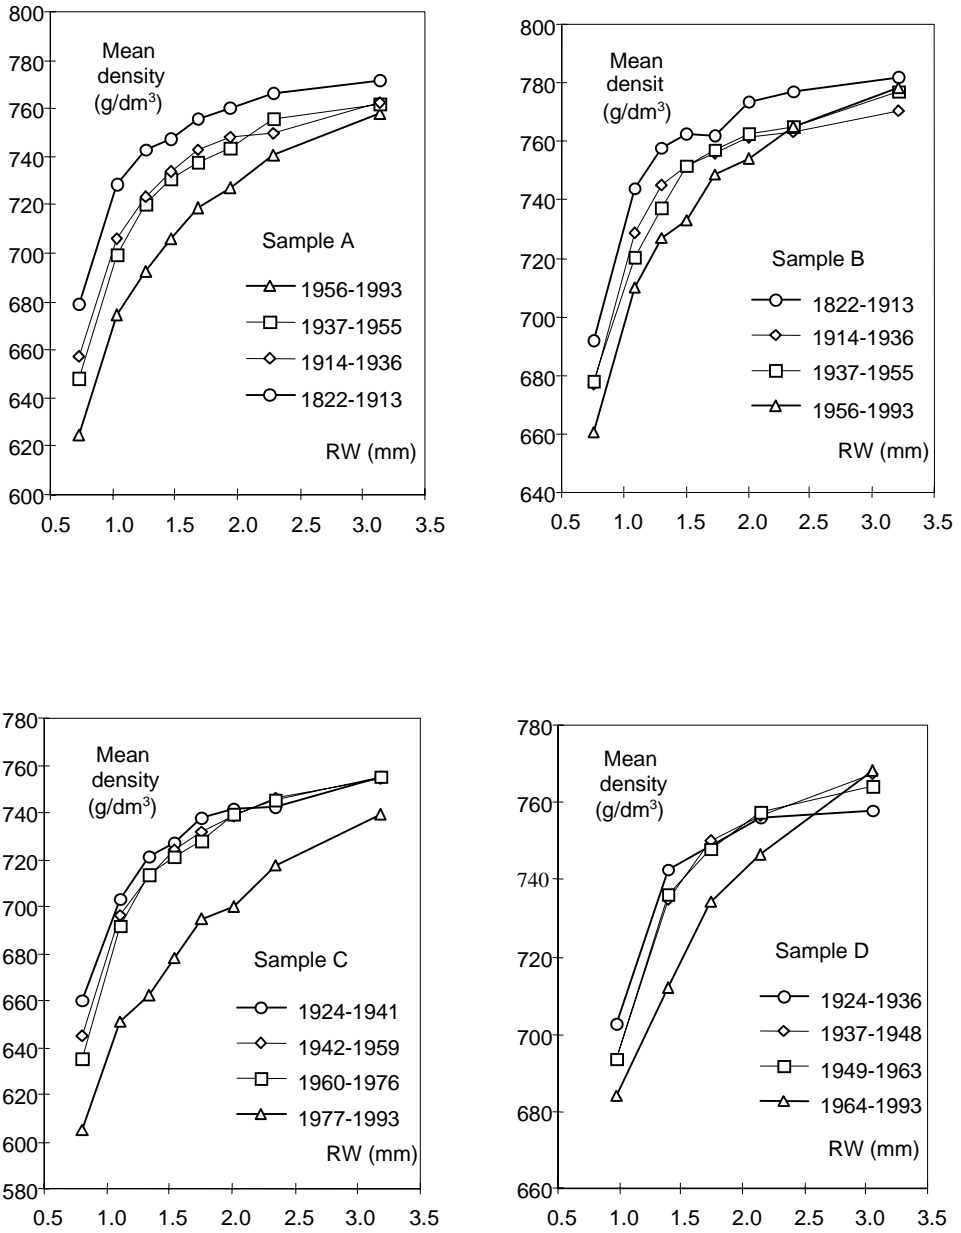 800
780
760
740
720
700
680
660
640
620
600
Mean
density
(g/dm³)
Sample A
1956-1993
1937-1955
1914-1936
1822-1913
RW (mm)
0.5 1.0 1.5 2.0 2.5 3.0 3.5
800
780
760
740
720
700
680
660
640
Mean
densit
(g/dm³)
Sample B
1822-1913
1914-1936
1937-1955
1956-1993
RW (mm)
0.5 1.0 1.5 2.0 2.5 3.0 3.5
780
760
740
720
700
680
660
640
620
600
580
Mean
density
(g/dm³)
Sample C
1924-1941
1942-1959
1960-1976
1977-1993
RW (mm)
0.5 1.0 1.5 2.0 2.5 3.0 3.5
780
760
740
720
700
680
660
Mean
density
(g/dm³)
Sample D
1924-1936
1937-1948
1949-1963
1964-1993
RW (mm)
0.5 1.0 1.5 2.0 2.5 3.0 3.5